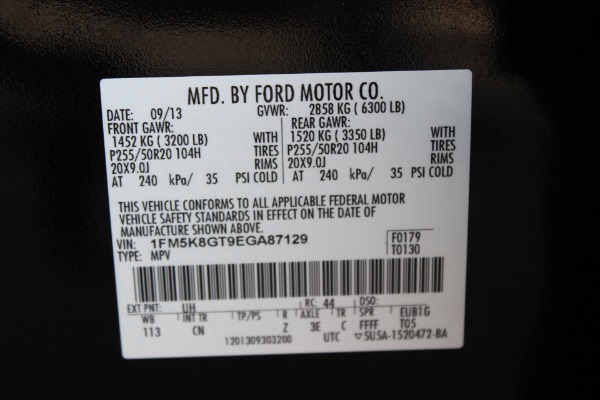 MFD. BY FORD MOTOR CO.
DATE: 09/13 GVWR: 2858 KG ( 6300 LB)
FRONT GAWR: REAR GAWR:
1452 KG ( 3200 LB) WITH 1520 KG ( 3350 LB) WITH
P255/50R20 104H TIRES P255/50R20 104H TIRES
20X9.0J RIMS 20X9.0J RIMS
AT 240 kPa/ 35 PSI COLD AT 240 kPa/ 35 PSI COLD
THIS VEHICLE CONFORMS TO ALL APPLICABLE FEDERAL MOTOR
VEHICLE SAFETY STANDARDS IN EFFECT ON THE DATE OF
MANUFACTURE SHOWN ABOVE.
VIN: 1FM5K8GT9EGA87129 F0179
TYPE: MPV T0130
EXT PNT: UH RC: 44 DSO:
WB INT TR TP/PS R AXLE TR SPR EUB1G
113 CN Z 3E C FFFF T05
1201309303200 UTC ▽5U5A-1520472-BA